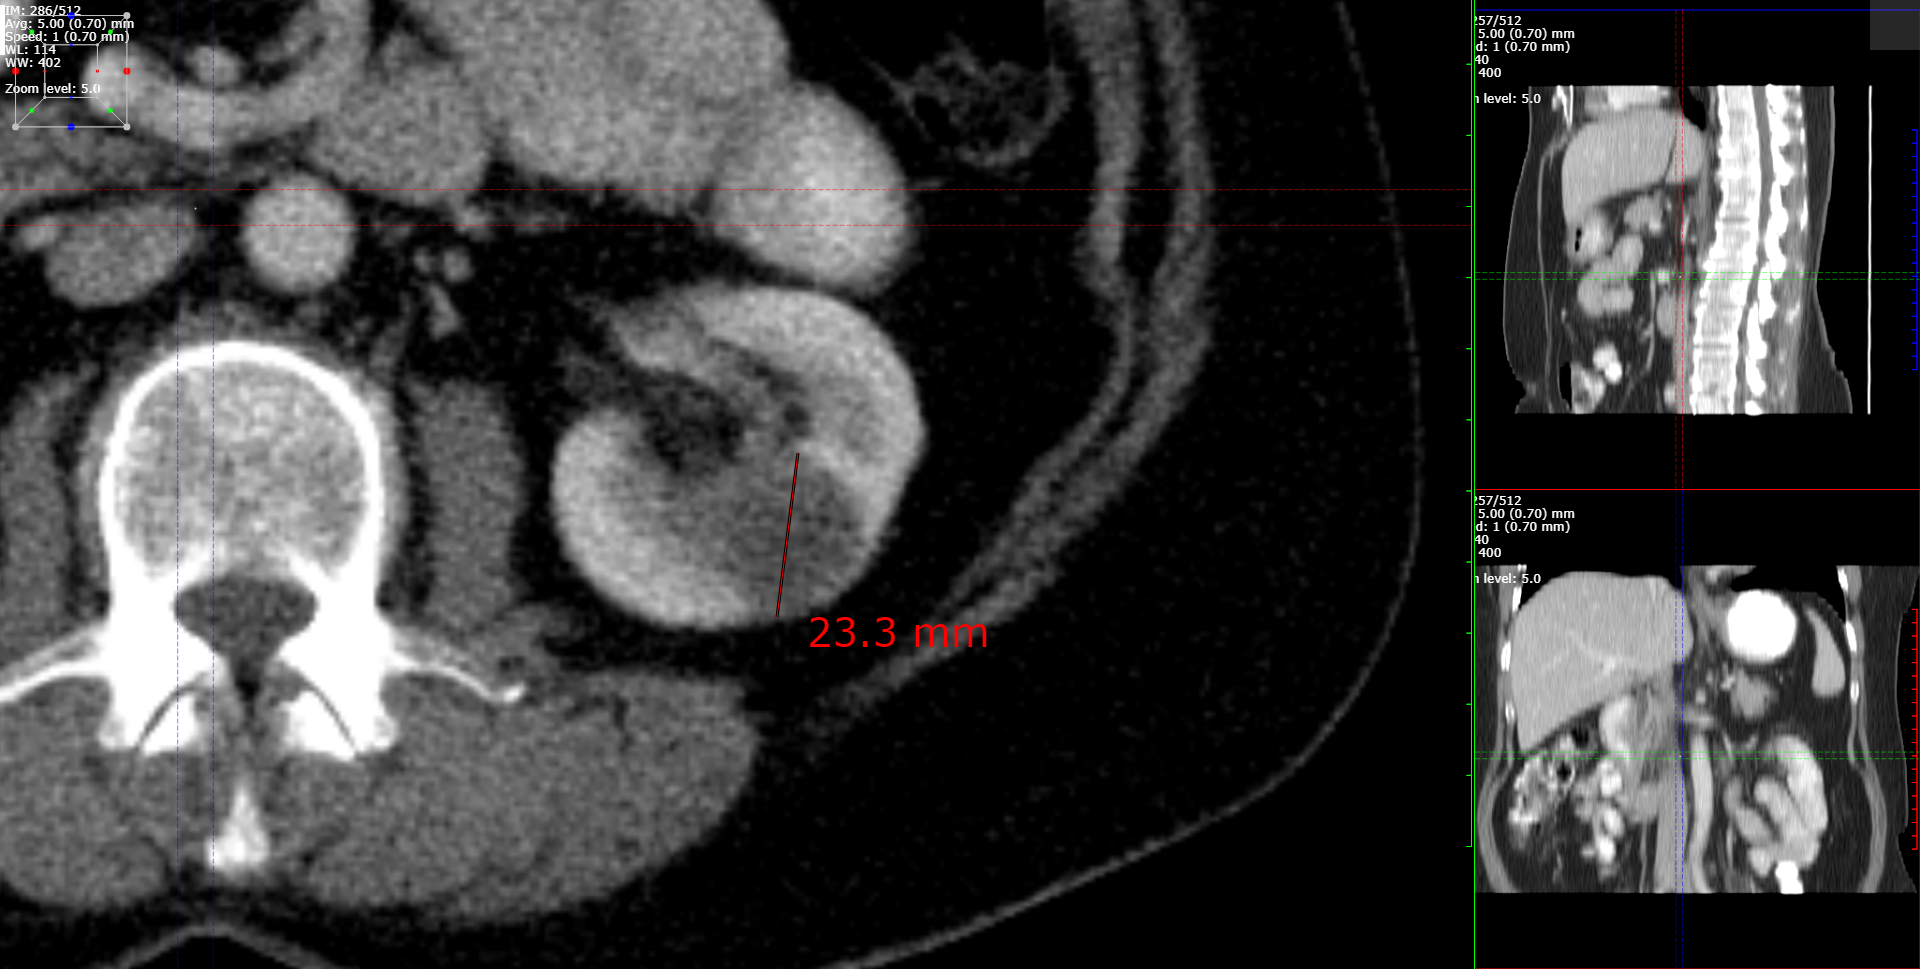 IM: 286/512
Avg: 5.00 (0.70) mm
Speed: 1 (0.70 mm)
WL: 114
WW: 402
Zoom level: 5.0
23.3 mm
257/512
5.00 (0.70) mm
d: 1 (0.70 mm)
40
400
level: 5.0
257/512
5.00 (0.70) mm
d: 1 (0.70 mm)
40
400
level: 5.0